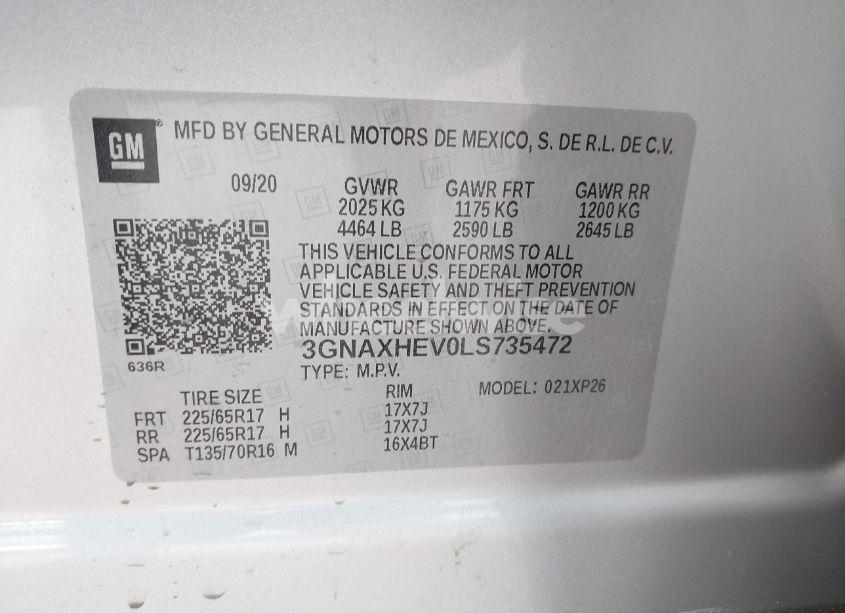 GM
MFD BY GENERAL MOTORS DE MEXICO, S. DE R.L. DE C.V.
09/20 GVWR GAWR FRT GAWR RR
2025 KG 1175 KG 1200 KG
4464 LB 2590 LB 2645 LB
THIS VEHICLE CONFORMS TO ALL
APPLICABLE U.S. FEDERAL MOTOR
VEHICLE SAFETY AND THEFT PREVENTION
STANDARDS IN EFFECT ON THE DATE OF
MANUFACTURE SHOWN ABOVE.
3GNAXHEV0LS735472
636R
TYPE: M.P.V.
MODEL: 021XP26
TIRE SIZE RIM
FRT 225/65R17 H 17X7J
RR 225/65R17 H 17X7J
SPA T135/70R16 M 16X4BT